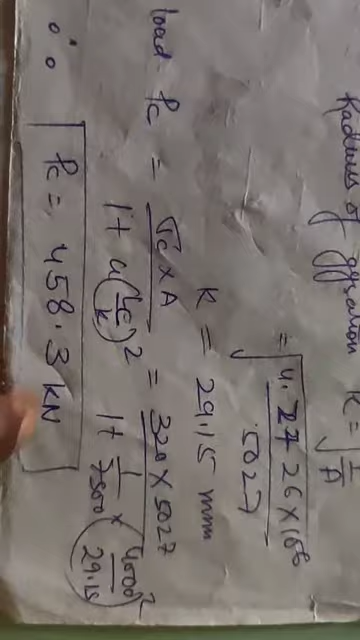 Radius of gyration K = √(I/A)
= √(4.2726 × 10⁶ / 5027)
K = 29.15 mm
load Pc = (σc × A) / (1 + a(Le/k)²) = (320 × 5027) / (1 + 1/7500 × (4000/29.15)²)
∴ Pc = 458.3 KN